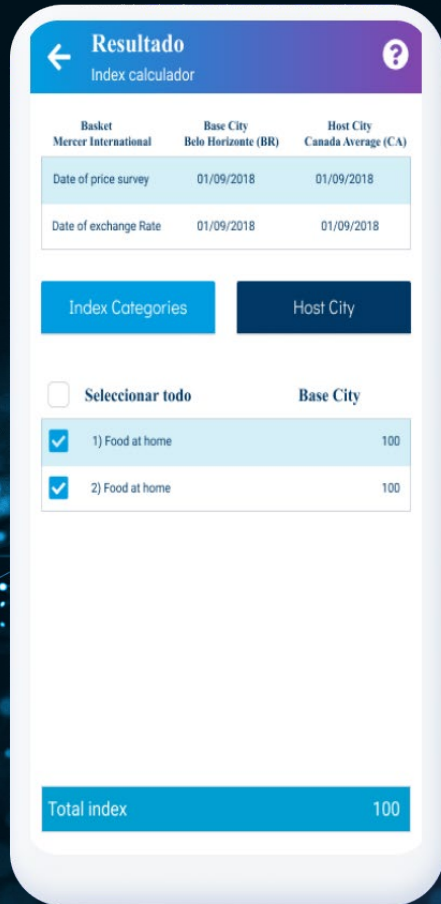 Resultado
?
Index calculador
Basket Base City Host City
Mercer International Belo Horizonte (BR) Canada Average (CA)
Date of price survey 01/09/2018 01/09/2018
Date of exchange Rate 01/09/2018 01/09/2018
Index Categories Host City
Seleccionar todo Base City
1) Food at home 100
2) Food at home 100
Total index 100